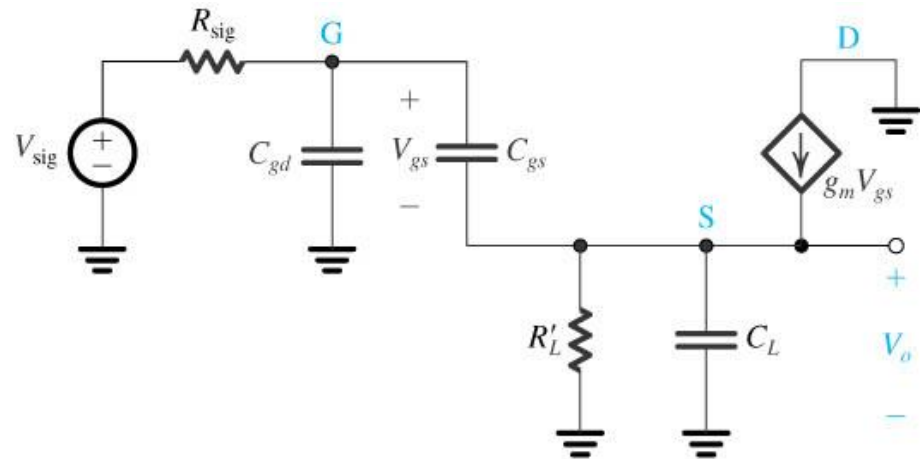 R_sig
G
D
+
V_sig
+
−
C_gd
V_gs
C_gs
g_m V_gs
−
S
+
R'_L
C_L
V_o
−